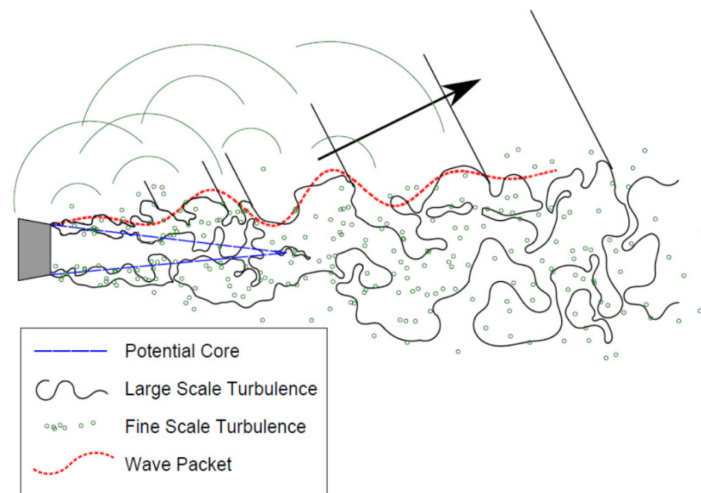 Potential Core
Large Scale Turbulence
Fine Scale Turbulence
Wave Packet